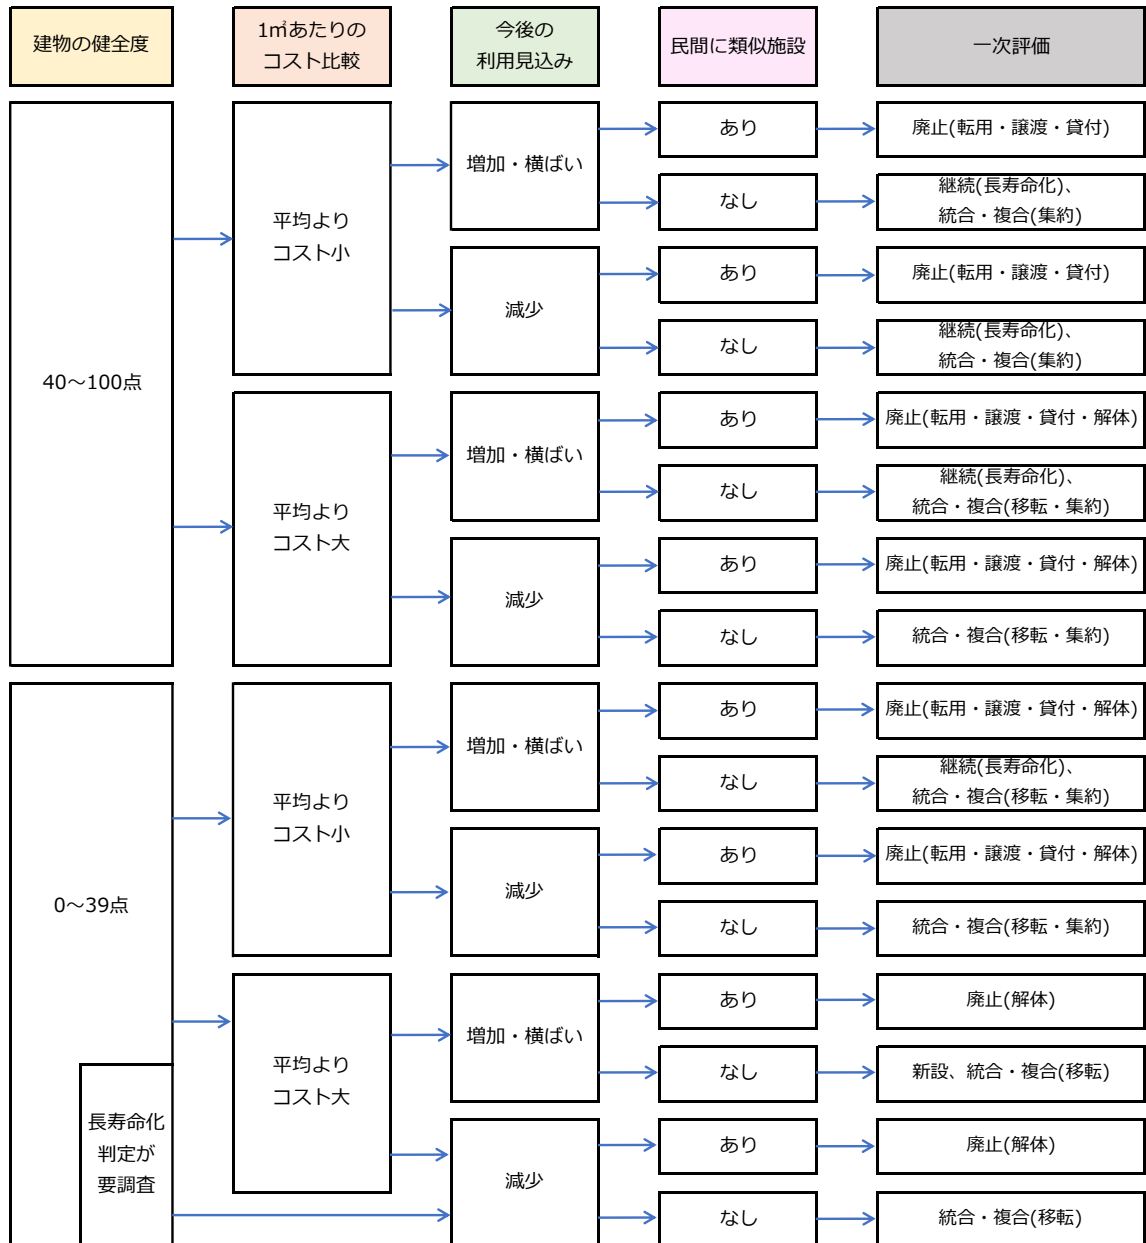 建物の健全度
1㎡あたりの
コスト比較
今後の
利用見込み
民間に類似施設
一次評価
40～100点
平均より
コスト小
増加・横ばい
あり
廃止(転用・譲渡・貸付)
なし
継続(長寿命化)、
統合・複合(集約)
減少
あり
廃止(転用・譲渡・貸付)
なし
継続(長寿命化)、
統合・複合(集約)
平均より
コスト大
増加・横ばい
あり
廃止(転用・譲渡・貸付・解体)
なし
継続(長寿命化)、
統合・複合(移転・集約)
減少
あり
廃止(転用・譲渡・貸付・解体)
なし
統合・複合(移転・集約)
0～39点
平均より
コスト小
増加・横ばい
あり
廃止(転用・譲渡・貸付・解体)
なし
継続(長寿命化)、
統合・複合(移転・集約)
減少
あり
廃止(転用・譲渡・貸付・解体)
なし
統合・複合(移転・集約)
平均より
コスト大
増加・横ばい
あり
廃止(解体)
なし
新設、統合・複合(移転)
長寿命化
判定が
要調査
減少
あり
廃止(解体)
なし
統合・複合(移転)